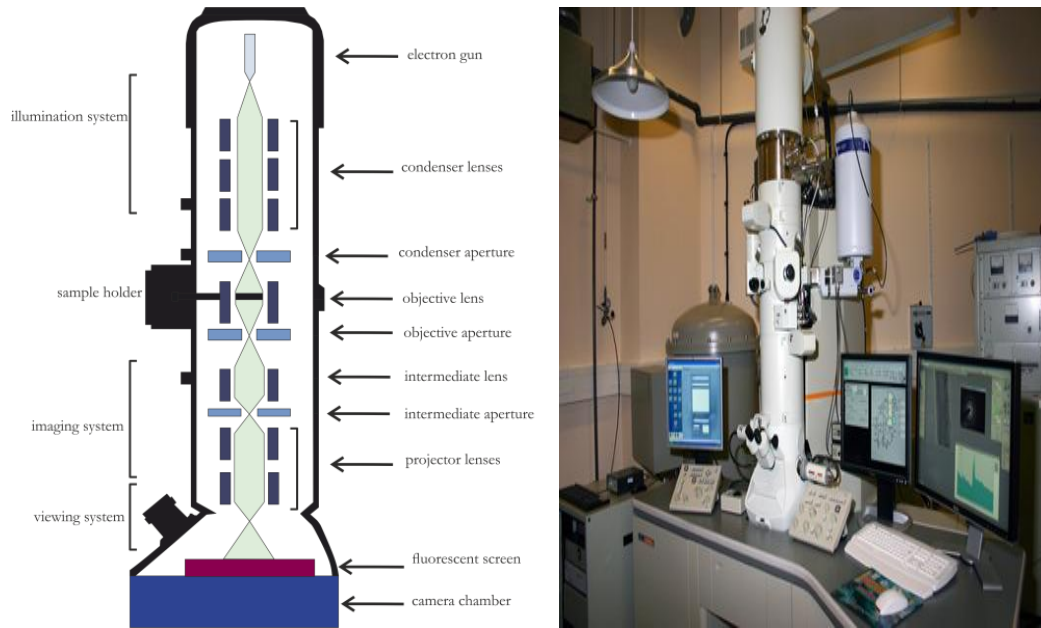 electron gun
illumination system
condenser lenses
condenser aperture
sample holder
objective lens
objective aperture
intermediate lens
intermediate aperture
imaging system
projector lenses
viewing system
fluorescent screen
camera chamber